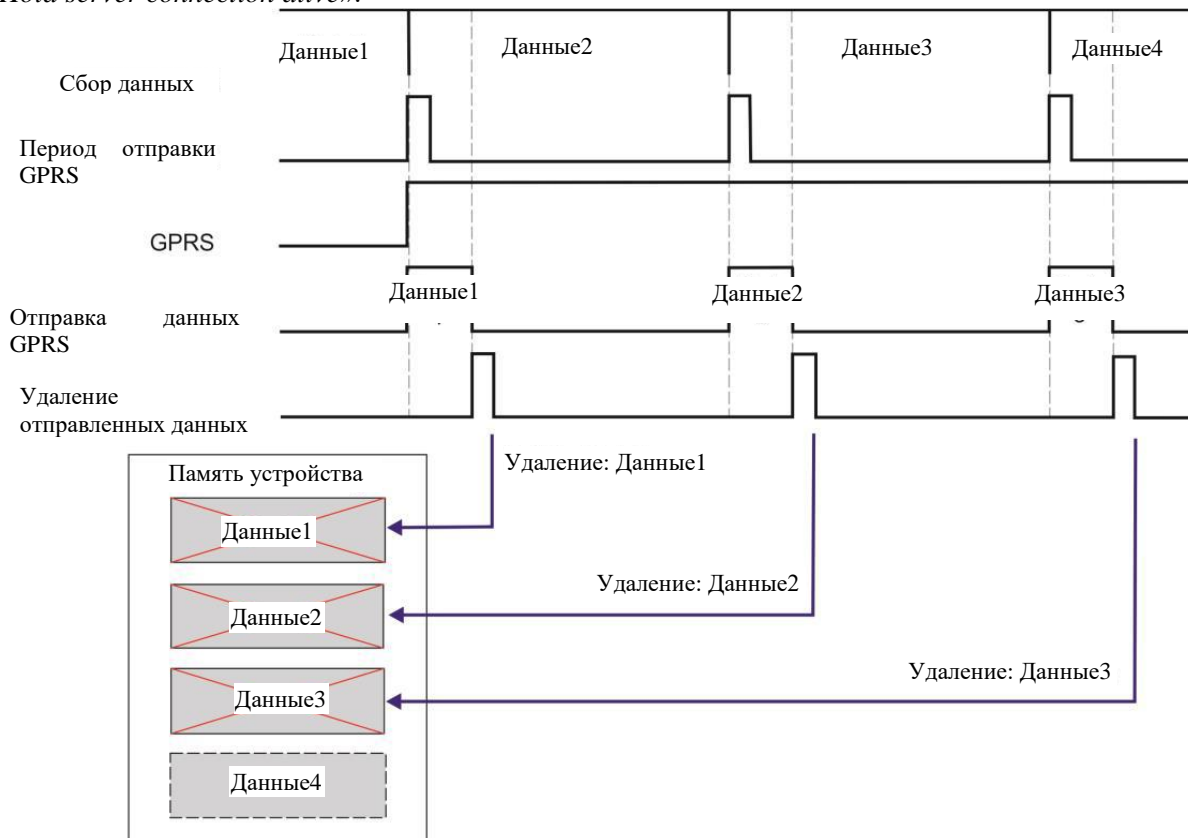 Hold server connection alive».
Данные1 Данные2 Данные3 Данные4
Сбор данных
Период отправки
GPRS
GPRS
Данные1 Данные2 Данные3
Отправка данных
GPRS
Удаление
отправленных данных
Память устройства
Удаление: Данные1
Данные1
Удаление: Данные2
Данные2
Удаление: Данные3
Данные3
Данные4